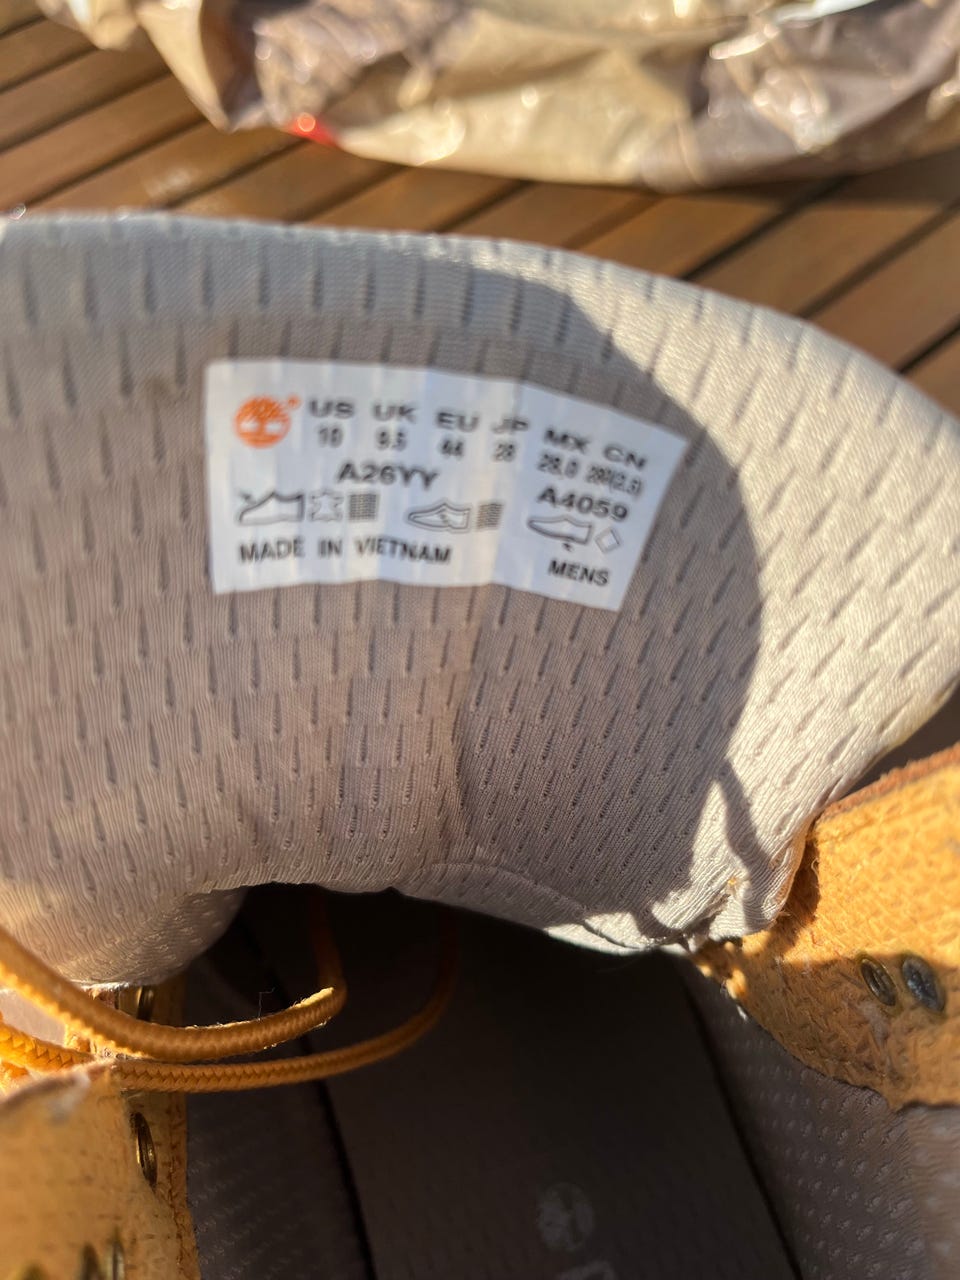 US UK EU JP MX CN
10 9.5 44 28 28.0 280(2.5)
A26YY A4059
MADE IN VIETNAM MENS